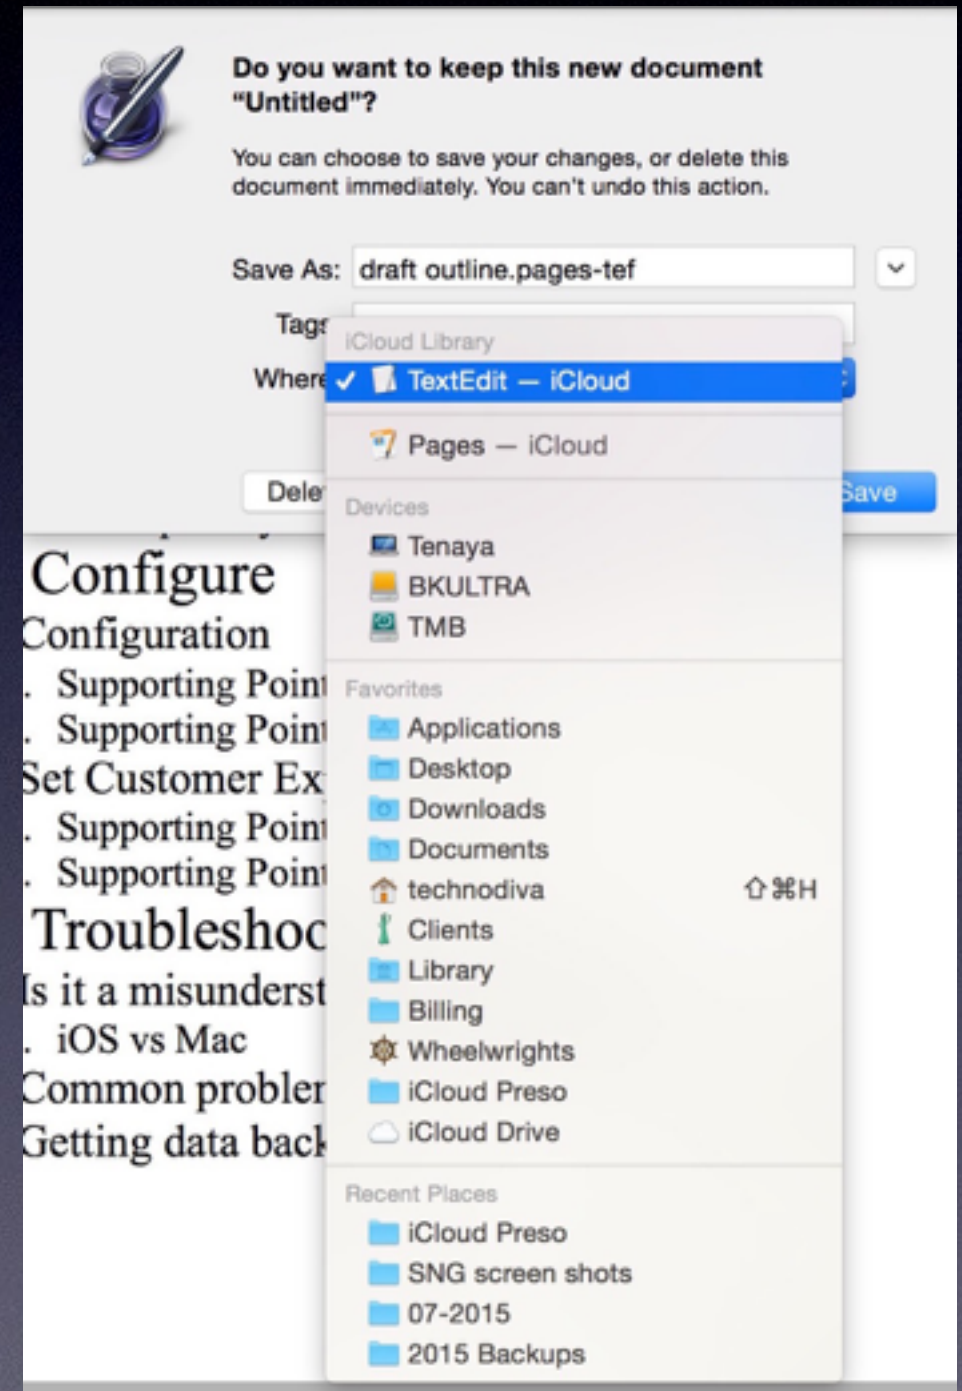 Do you want to keep this new document
“Untitled”?
You can choose to save your changes, or delete this
document immediately. You can't undo this action.
Save As: draft outline.pages-tef
Tags
iCloud Library
Where ✓ TextEdit — iCloud
Pages — iCloud
Dele
Save
Devices
Tenaya
BKULTRA
TMB
Favorites
Applications
Desktop
Downloads
Documents
technodiva ⇧⌘H
Clients
Library
Billing
Wheelwrights
iCloud Preso
iCloud Drive
Recent Places
iCloud Preso
SNG screen shots
07-2015
2015 Backups
Configure
Configuration
. Supporting Point
. Supporting Point
Set Customer Ex
. Supporting Point
. Supporting Point
Troubleshoo
Is it a misunderst
. iOS vs Mac
Common probler
Getting data back